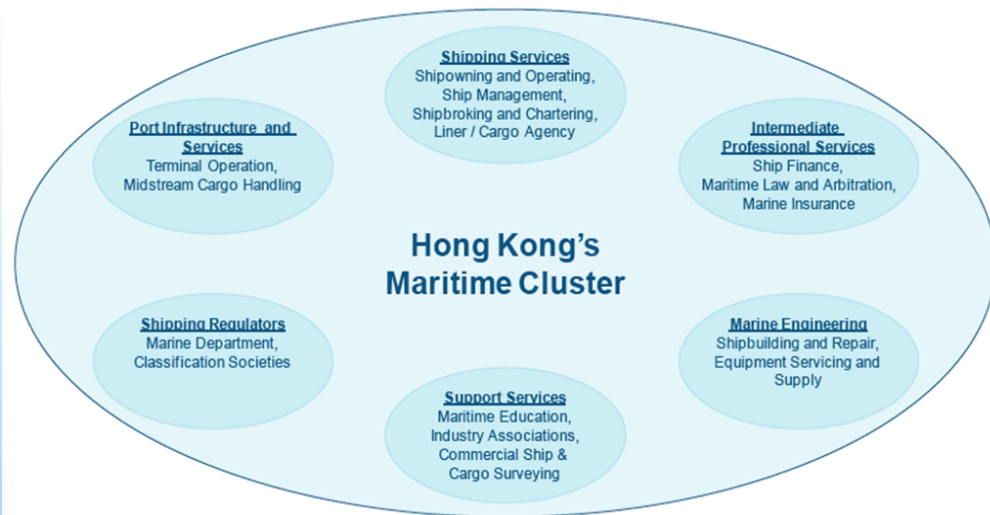 Shipping Services
Shipowning and Operating,
Ship Management,
Shipbroking and Chartering,
Liner / Cargo Agency
Port Infrastructure and
Services
Terminal Operation,
Midstream Cargo Handling
Intermediate
Professional Services
Ship Finance,
Maritime Law and Arbitration,
Marine Insurance
Hong Kong’s
Maritime Cluster
Shipping Regulators
Marine Department,
Classification Societies
Marine Engineering
Shipbuilding and Repair,
Equipment Servicing and
Supply
Support Services
Maritime Education,
Industry Associations,
Commercial Ship &
Cargo Surveying